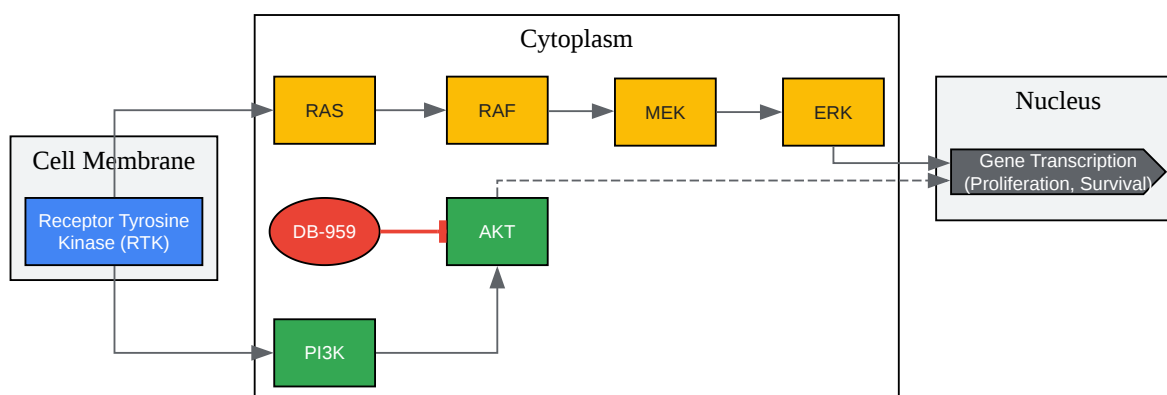 Cytoplasm
RAS
RAF
MEK
ERK
Nucleus
Cell Membrane
Gene Transcription
(Proliferation, Survival)
Receptor Tyrosine
Kinase (RTK)
DB-959
AKT
PI3K